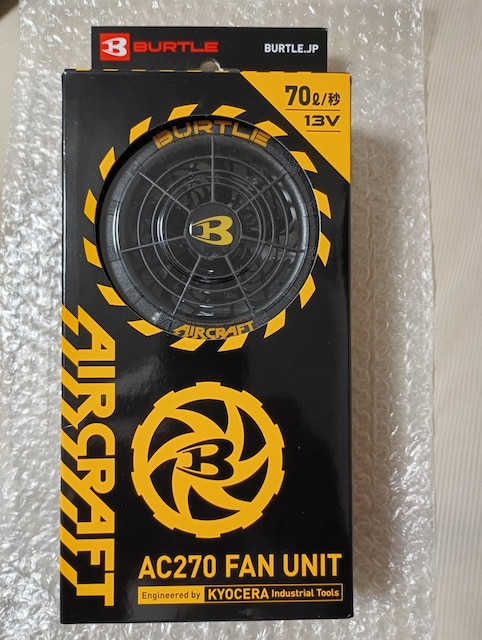 B BURTLE
BURTLE.JP
70ℓ/秒
13V
BURTLE
B
AIRCRAFT
AIRCRAFT
B
AC270 FAN UNIT
Engineered by KYOCERA Industrial Tools